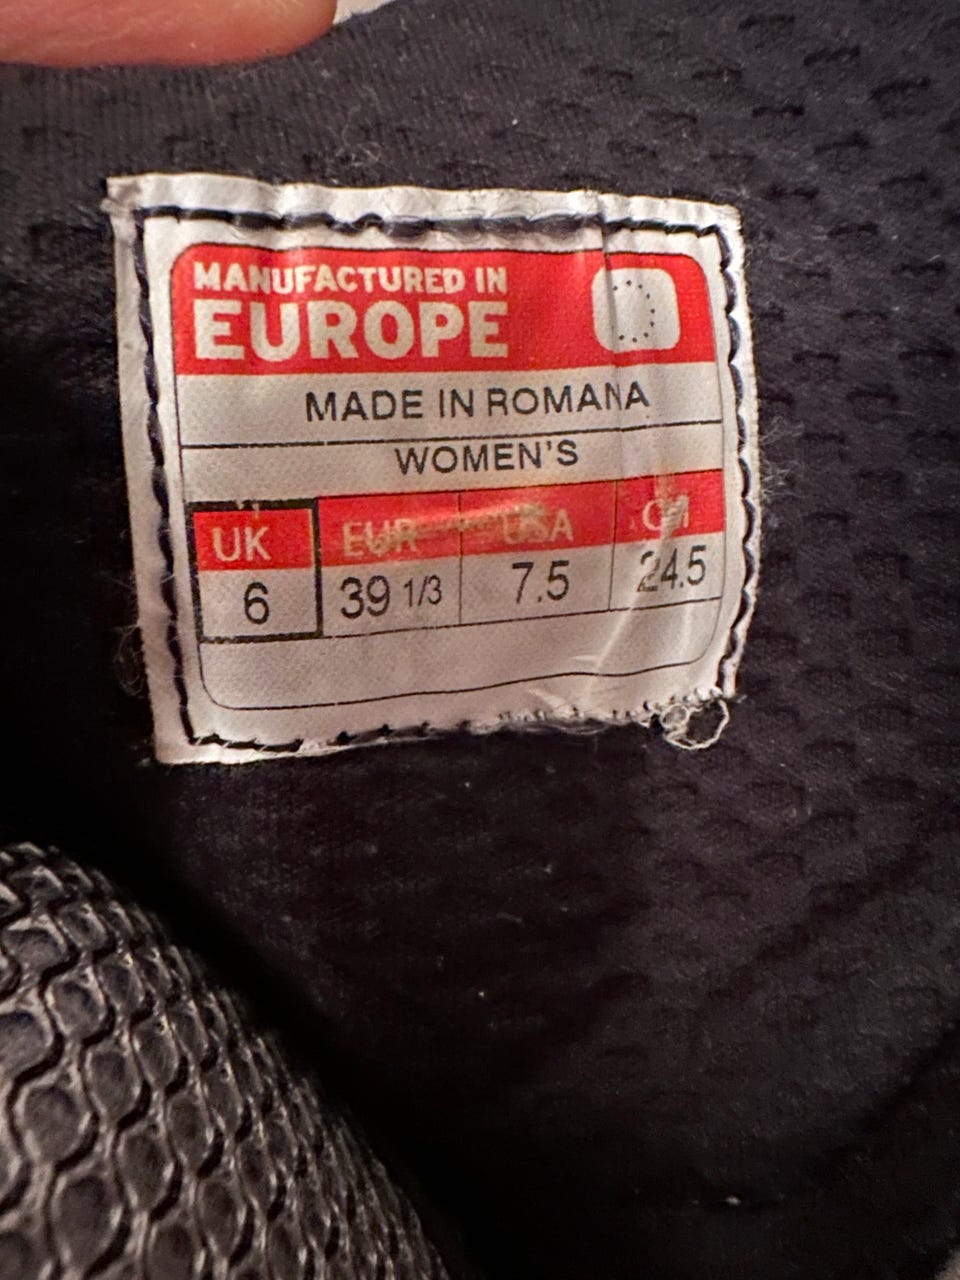 MANUFACTURED IN
EUROPE
MADE IN ROMANA
WOMEN'S
UK EUR USA CM
6 39 1/3 7.5 24.5